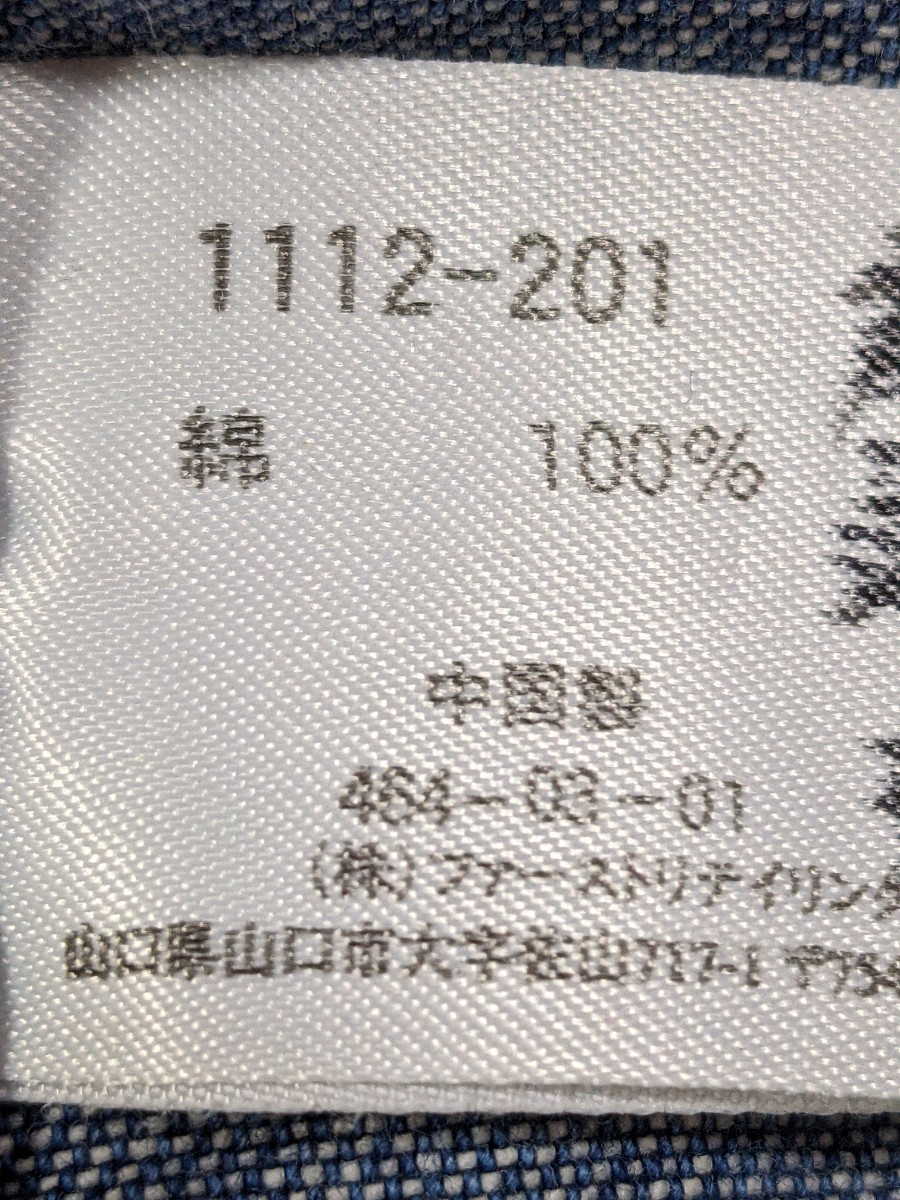 1112-201
綿 100%
中国製
464-03-01
(株)ファーストリテイリング
山口県山口市大字佐山717-1 〒754